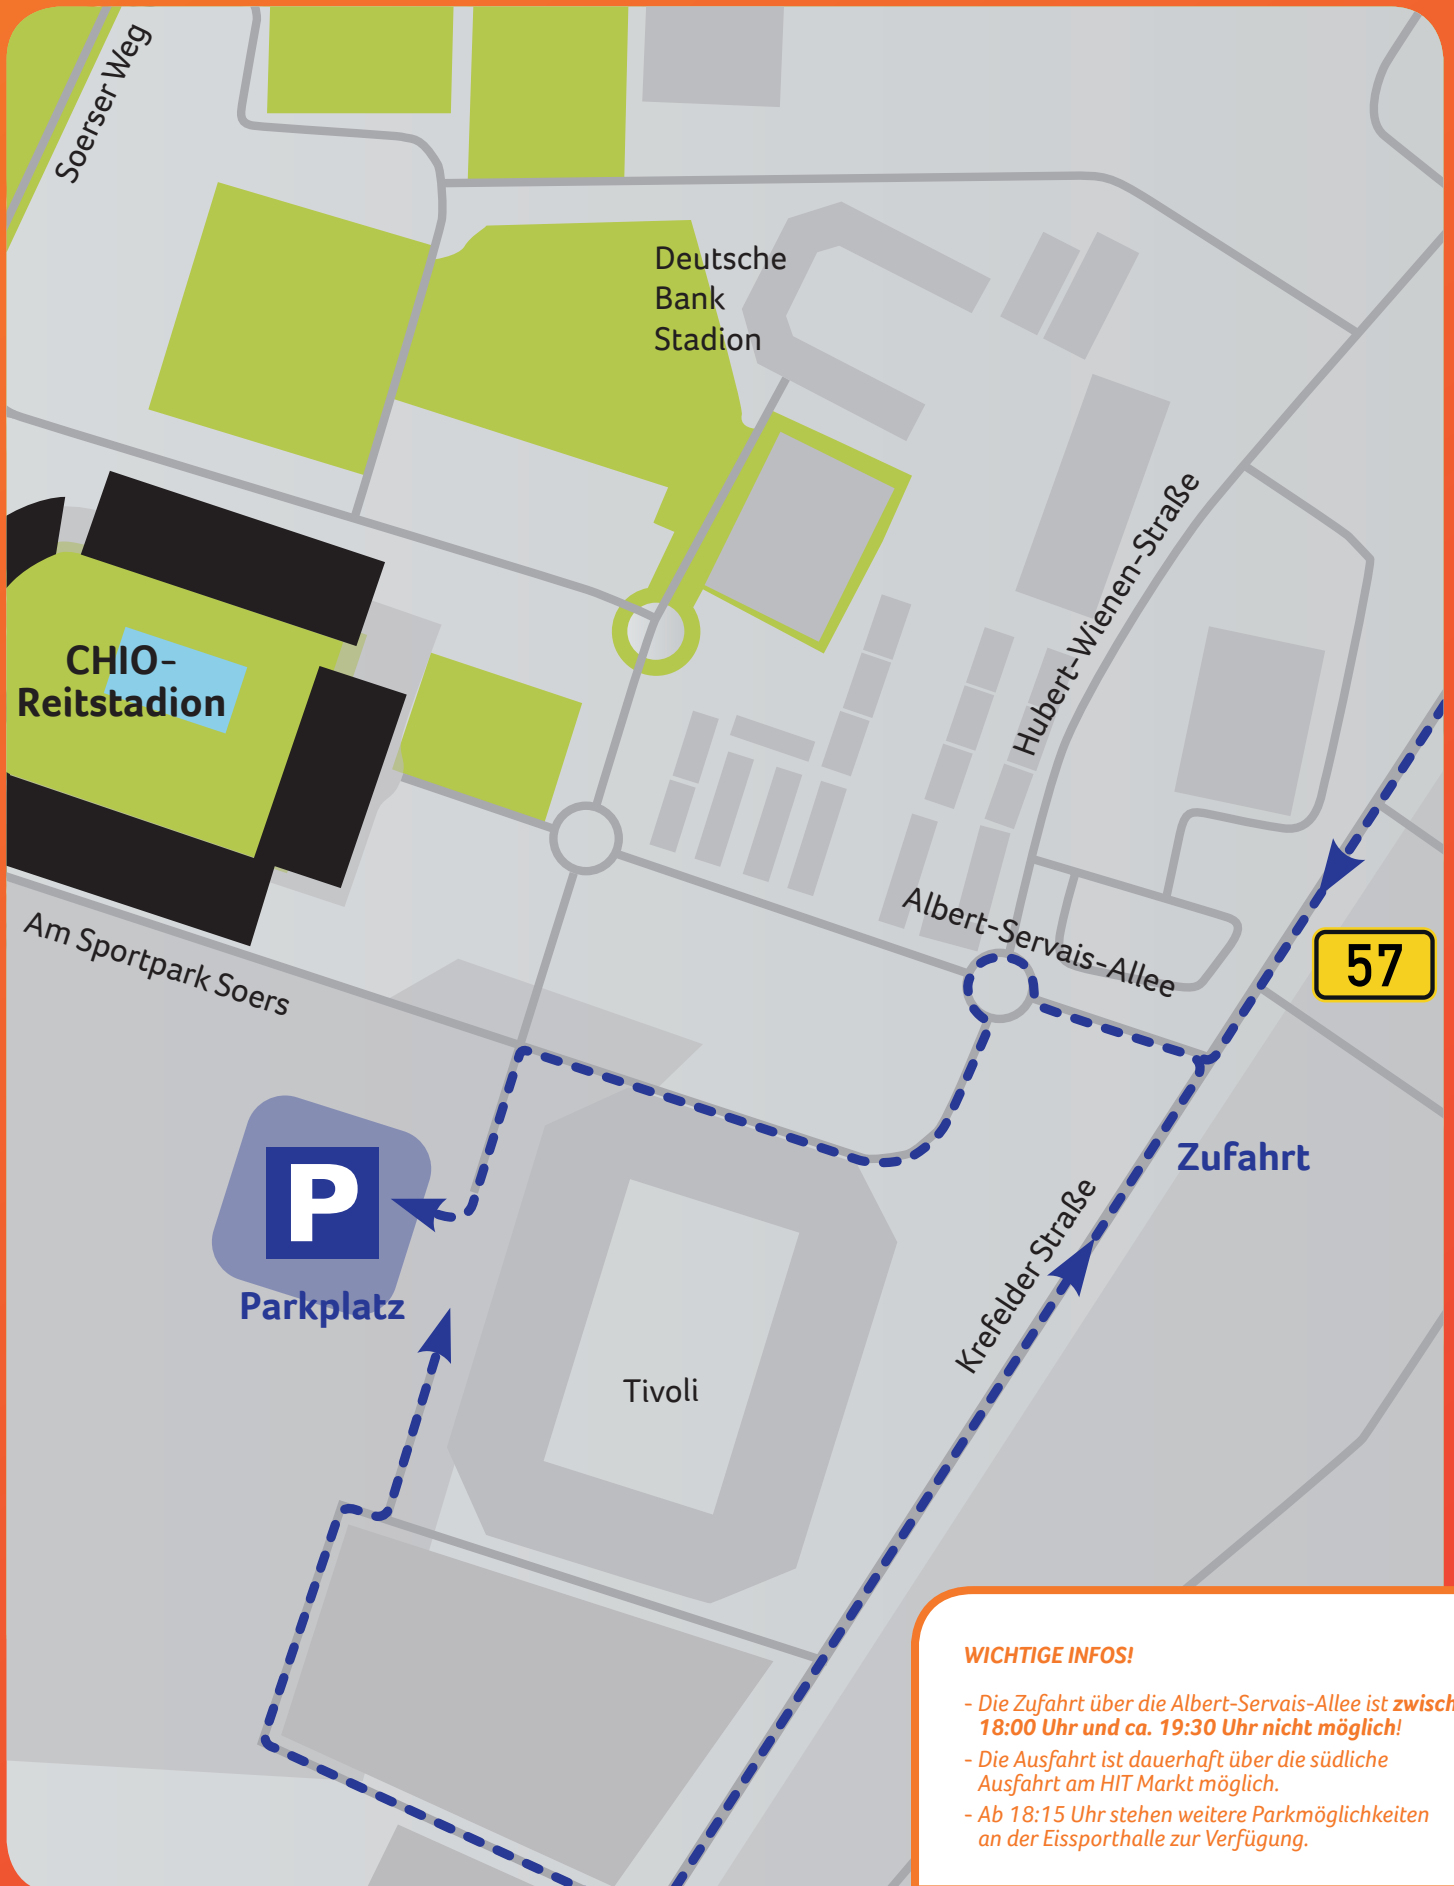 Soerser Weg
Deutsche
Bank
Stadion
Hubert-Wienen-Straße
CHIO-
Reitstadion
Albert-Servais-Allee
Am Sportpark Soers
57
Zufahrt
P
Parkplatz
Krefelder Straße
Tivoli
WICHTIGE INFOS!
- Die Zufahrt über die Albert-Servais-Allee ist zwisch
18:00 Uhr und ca. 19:30 Uhr nicht möglich!
- Die Ausfahrt ist dauerhaft über die südliche
Ausfahrt am HIT Markt möglich.
- Ab 18:15 Uhr stehen weitere Parkmöglichkeiten
an der Eissporthalle zur Verfügung.